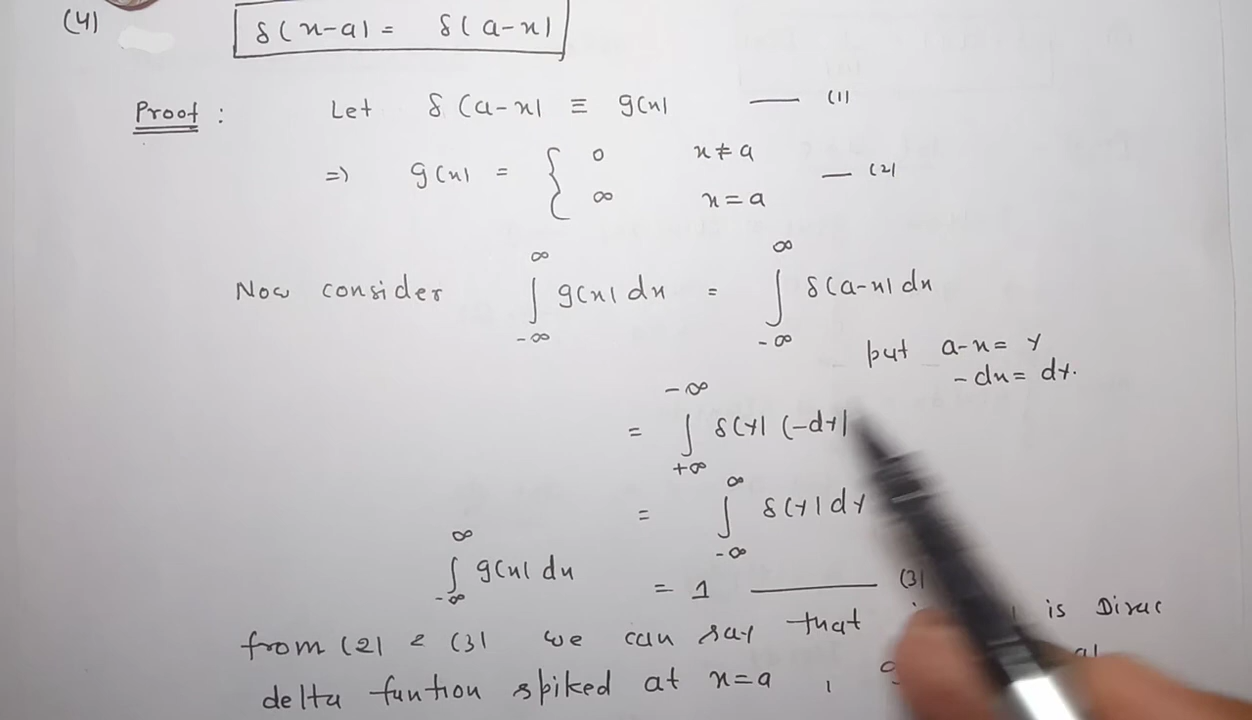 (4) δ(x-a) = δ(a-x)
Proof : Let δ(a-x) ≡ g(x) — (1)
⇒ g(x) = { 0 x≠a
∞ x=a — (2)
Now consider ∫_{-∞}^{∞} g(x) dx = ∫_{-∞}^{∞} δ(a-x) dx
put a-x = y
-dx = dy.
= ∫_{+∞}^{-∞} δ(y) (-dy)
= ∫_{-∞}^{∞} δ(y) dy
∫_{-∞}^{∞} g(x) dx = 1 — (3)
from (2) & (3) we can say that is Dirac
delta funtion spiked at x=a ,